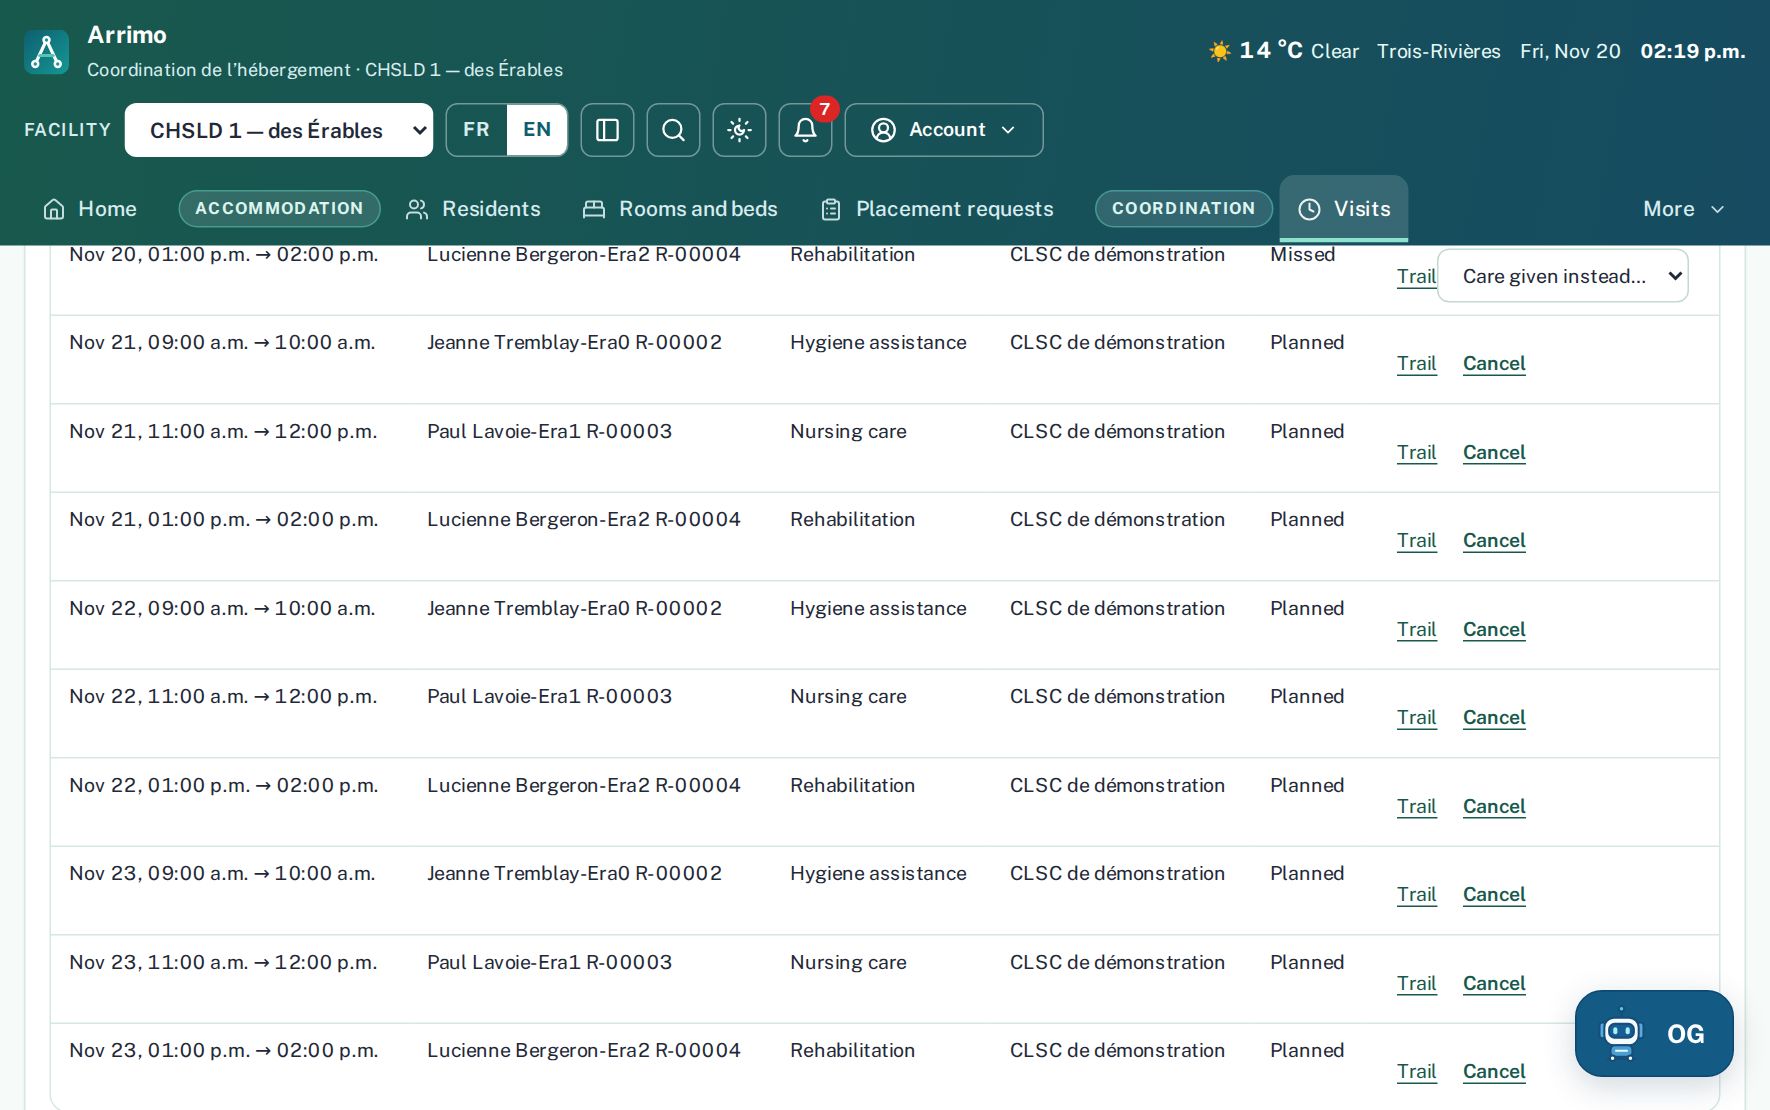 Arrimo
Coordination de l'hébergement · CHSLD 1 — des Érables
☀️ 14 °C Clear Trois-Rivières Fri, Nov 20 02:19 p.m.
FACILITY CHSLD 1 — des Érables FR EN 7 Account
Home ACCOMMODATION Residents Rooms and beds Placement requests COORDINATION Visits More
Nov 20, 01:00 p.m. → 02:00 p.m. Lucienne Bergeron-Era2 R-00004 Rehabilitation CLSC de démonstration Missed Trail Care given instead...
Nov 21, 09:00 a.m. → 10:00 a.m. Jeanne Tremblay-Era0 R-00002 Hygiene assistance CLSC de démonstration Planned Trail Cancel
Nov 21, 11:00 a.m. → 12:00 p.m. Paul Lavoie-Era1 R-00003 Nursing care CLSC de démonstration Planned Trail Cancel
Nov 21, 01:00 p.m. → 02:00 p.m. Lucienne Bergeron-Era2 R-00004 Rehabilitation CLSC de démonstration Planned Trail Cancel
Nov 22, 09:00 a.m. → 10:00 a.m. Jeanne Tremblay-Era0 R-00002 Hygiene assistance CLSC de démonstration Planned Trail Cancel
Nov 22, 11:00 a.m. → 12:00 p.m. Paul Lavoie-Era1 R-00003 Nursing care CLSC de démonstration Planned Trail Cancel
Nov 22, 01:00 p.m. → 02:00 p.m. Lucienne Bergeron-Era2 R-00004 Rehabilitation CLSC de démonstration Planned Trail Cancel
Nov 23, 09:00 a.m. → 10:00 a.m. Jeanne Tremblay-Era0 R-00002 Hygiene assistance CLSC de démonstration Planned Trail Cancel
Nov 23, 11:00 a.m. → 12:00 p.m. Paul Lavoie-Era1 R-00003 Nursing care CLSC de démonstration Planned Trail Cancel
Nov 23, 01:00 p.m. → 02:00 p.m. Lucienne Bergeron-Era2 R-00004 Rehabilitation CLSC de démonstration Planned Trail Cancel
OG